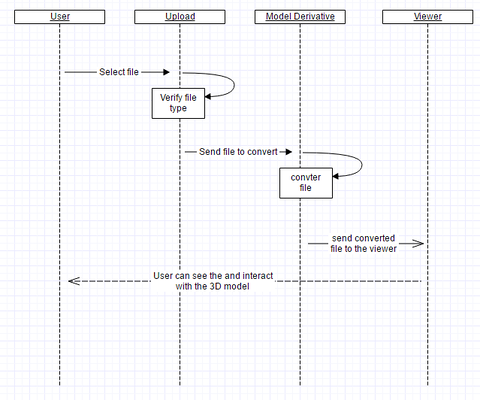 User
Upload
Model Derivative
Viewer
Select file
Verify file
type
Send file to convert
convter
file
send converted
file to the viewer
User can see the and interact
with the 3D model